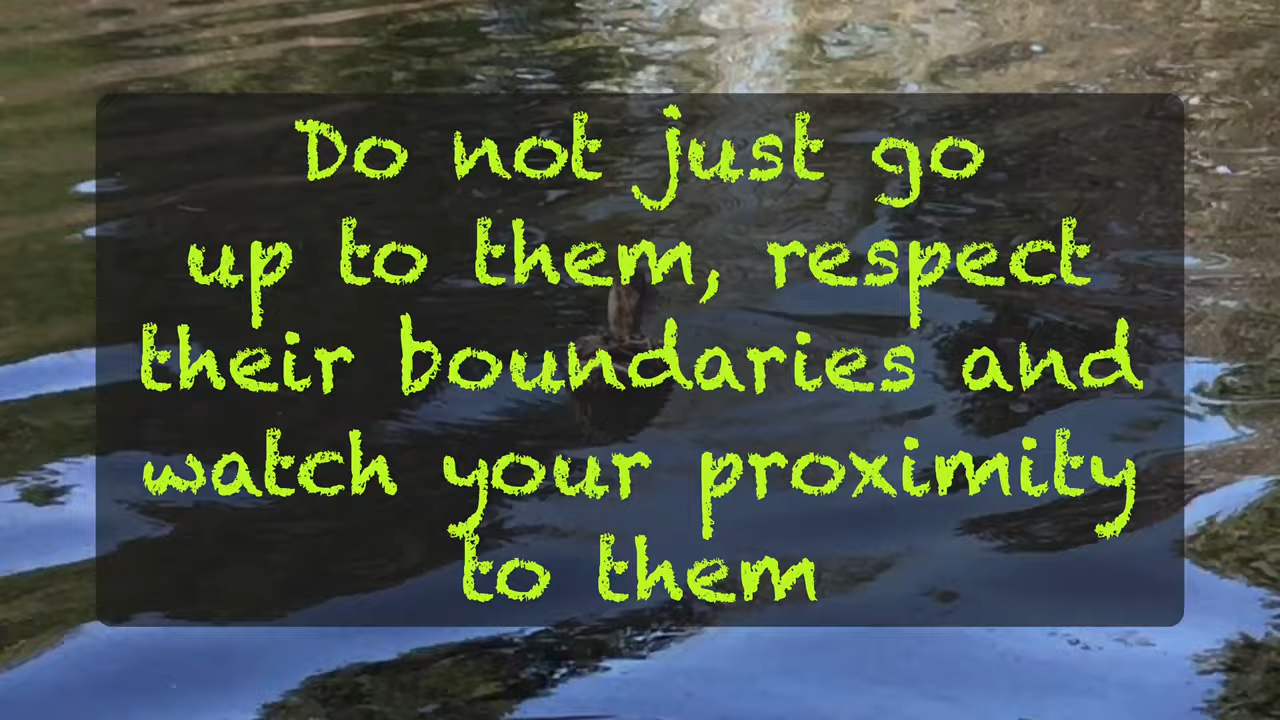 Do not just go
up to them, respect
their boundaries and
watch your proximity
to them